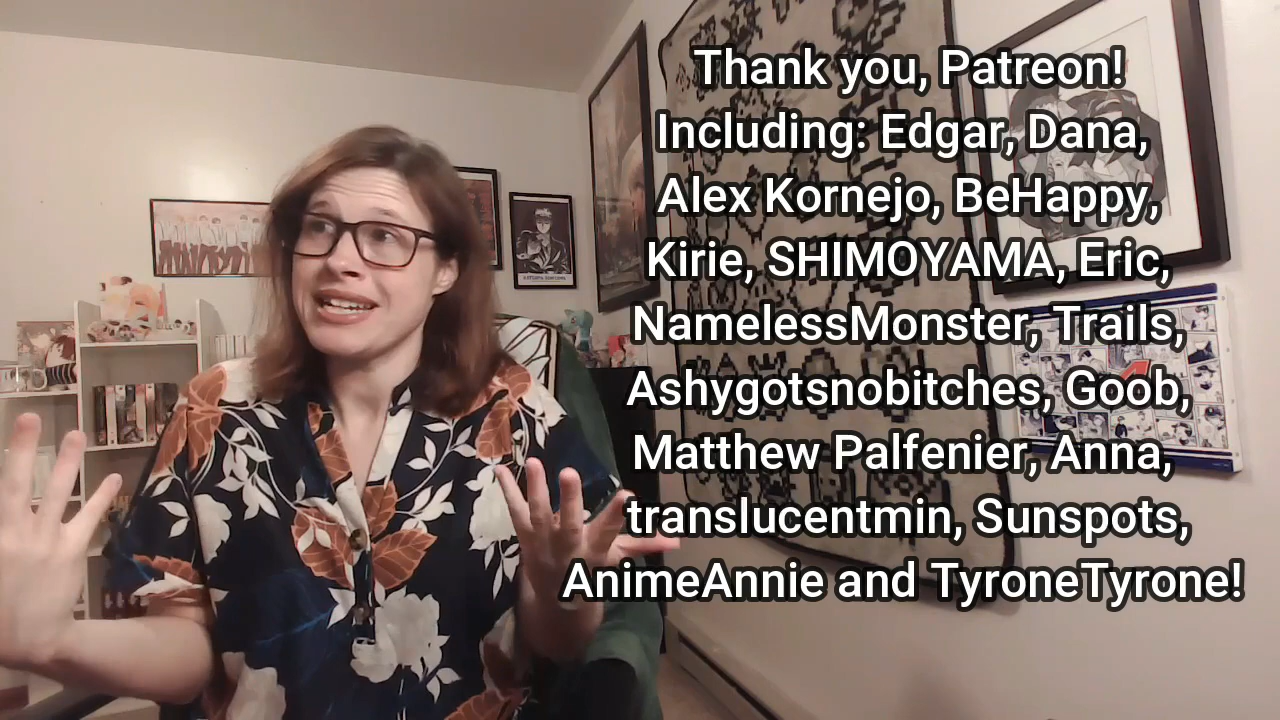 Thank you, Patreon!
Including: Edgar, Dana,
Alex Kornejo, BeHappy,
Kirie, SHIMOYAMA, Eric,
NamelessMonster, Trails,
Ashygotsnobitches, Goob,
Matthew Palfenier, Anna,
translucentmin, Sunspots,
AnimeAnnie and TyroneTyrone!